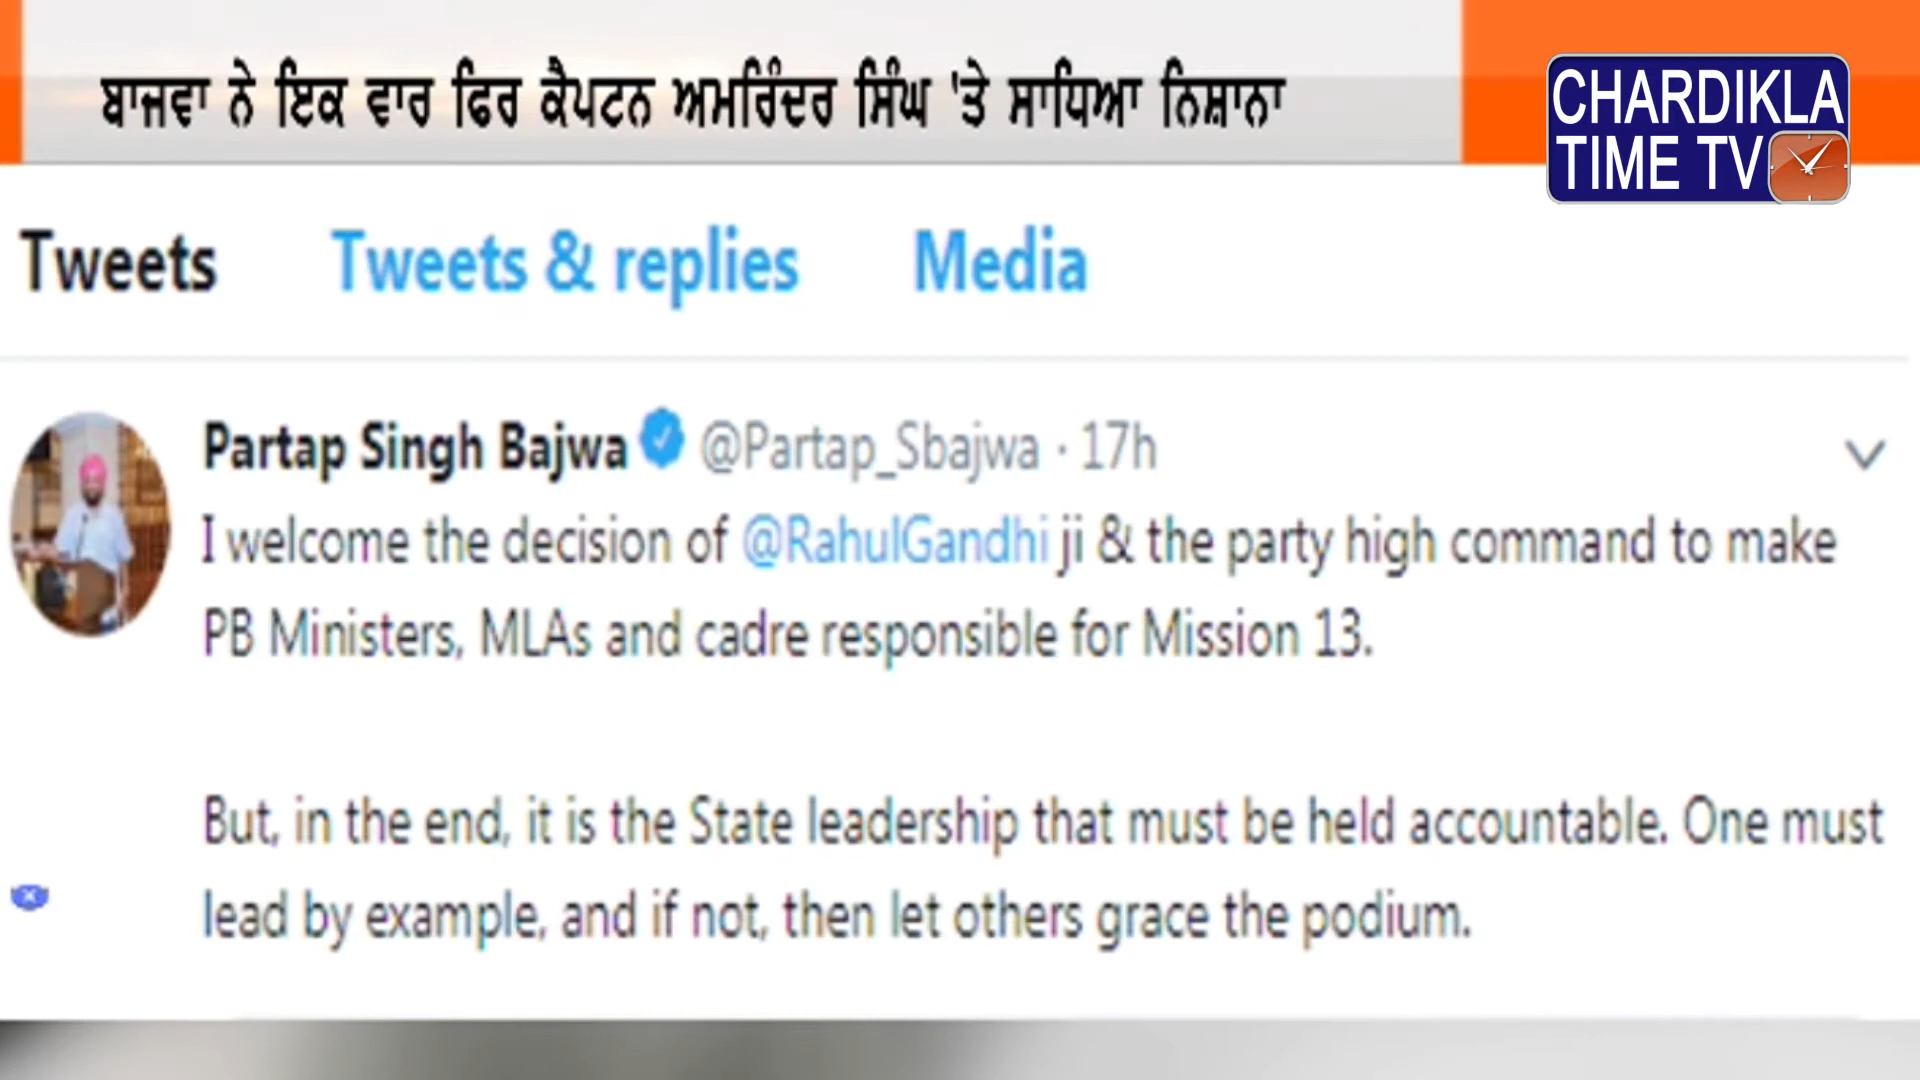 ਬਾਜਵਾ ਨੇ ਇਕ ਵਾਰ ਫਿਰ ਕੈਪਟਨ ਅਮਰਿੰਦਰ ਸਿੰਘ 'ਤੇ ਸਾਧਿਆ ਨਿਸ਼ਾਨਾ
CHARDIKLA
TIME TV
Tweets Tweets & replies Media
Partap Singh Bajwa @Partap_Sbajwa · 17h
I welcome the decision of @RahulGandhi ji & the party high command to make
PB Ministers, MLAs and cadre responsible for Mission 13.
But, in the end, it is the State leadership that must be held accountable. One must
lead by example, and if not, then let others grace the podium.